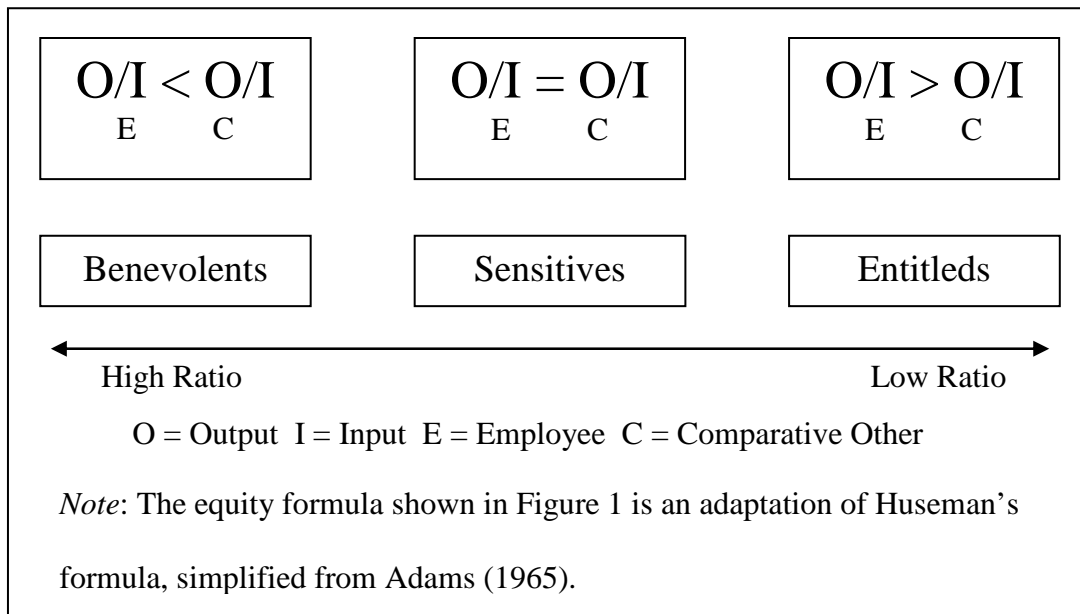 O/I < O/I O/I = O/I O/I > O/I
E C E C E C
Benevolents Sensitives Entitleds
High Ratio Low Ratio
O = Output I = Input E = Employee C = Comparative Other
Note: The equity formula shown in Figure 1 is an adaptation of Huseman’s
formula, simplified from Adams (1965).